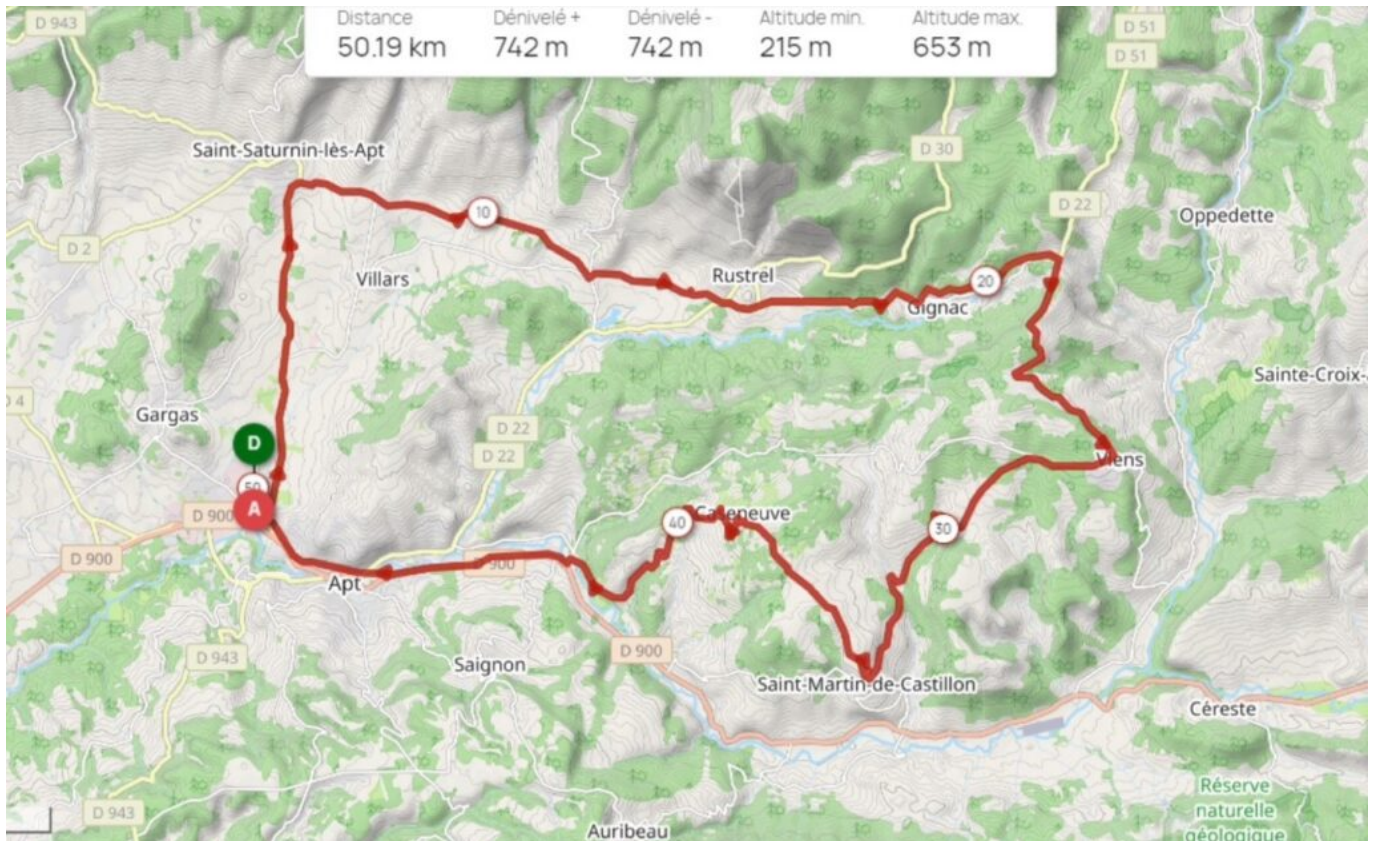 Distance Dénivelé + Dénivelé - Altitude min. Altitude max.
50.19 km 742 m 742 m 215 m 653 m
D 943
D 51
D 51
Saint-Saturnin-lès-Apt
D 30
D 22
10
Oppedette
D 2
Villars
Rustrel
20
Gignac
Sainte-Croix-
4
Gargas
D 22
D
D 22
Viens
50
A
D 900
40
Caseneuve
30
D 900
900
Apt
D 900
D 943
Saignon
Saint-Martin-de-Castillon
Céreste
Réserve
naturelle
géologique
D 943
Auribeau